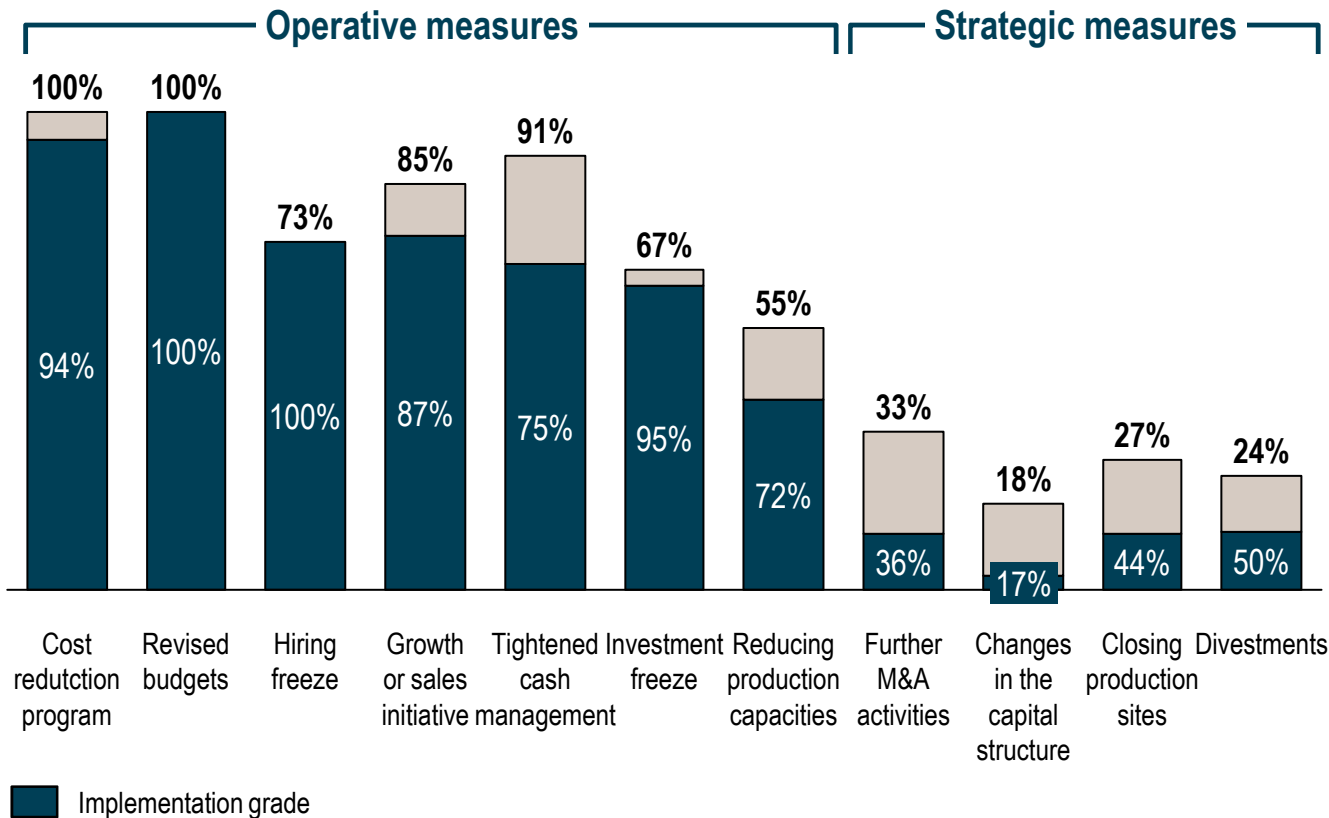 Operative measures
Strategic measures
100%
100%
73%
85%
91%
67%
55%
33%
18%
27%
24%
94%
100%
100%
87%
75%
95%
72%
36%
17%
44%
50%
Cost
redutction
program
Revised
budgets
Hiring
freeze
Growth
or sales
initiative
Tightened
cash
management
Investment
freeze
Reducing
production
capacities
Further
M&A
activities
Changes
in the
capital
structure
Closing
production
sites
Divestments
Implementation grade